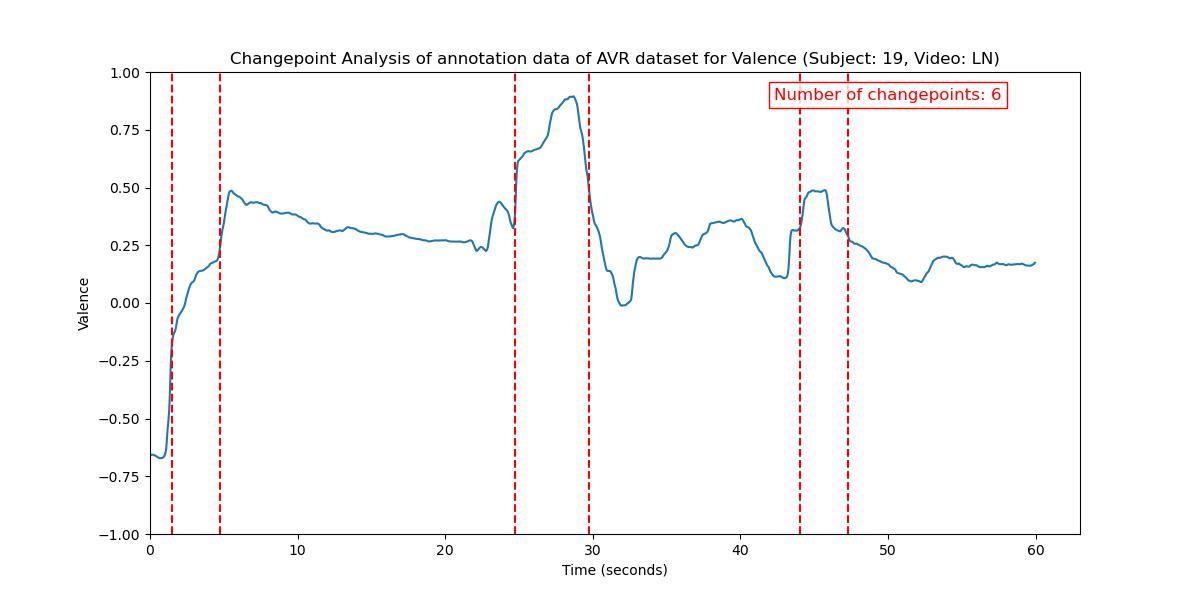 Changepoint Analysis of annotation data of AVR dataset for Valence (Subject: 19, Video: LN)
Number of changepoints: 6
Valence
1.00
0.75
0.50
0.25
0.00
−0.25
−0.50
−0.75
−1.00
0 10 20 30 40 50 60
Time (seconds)